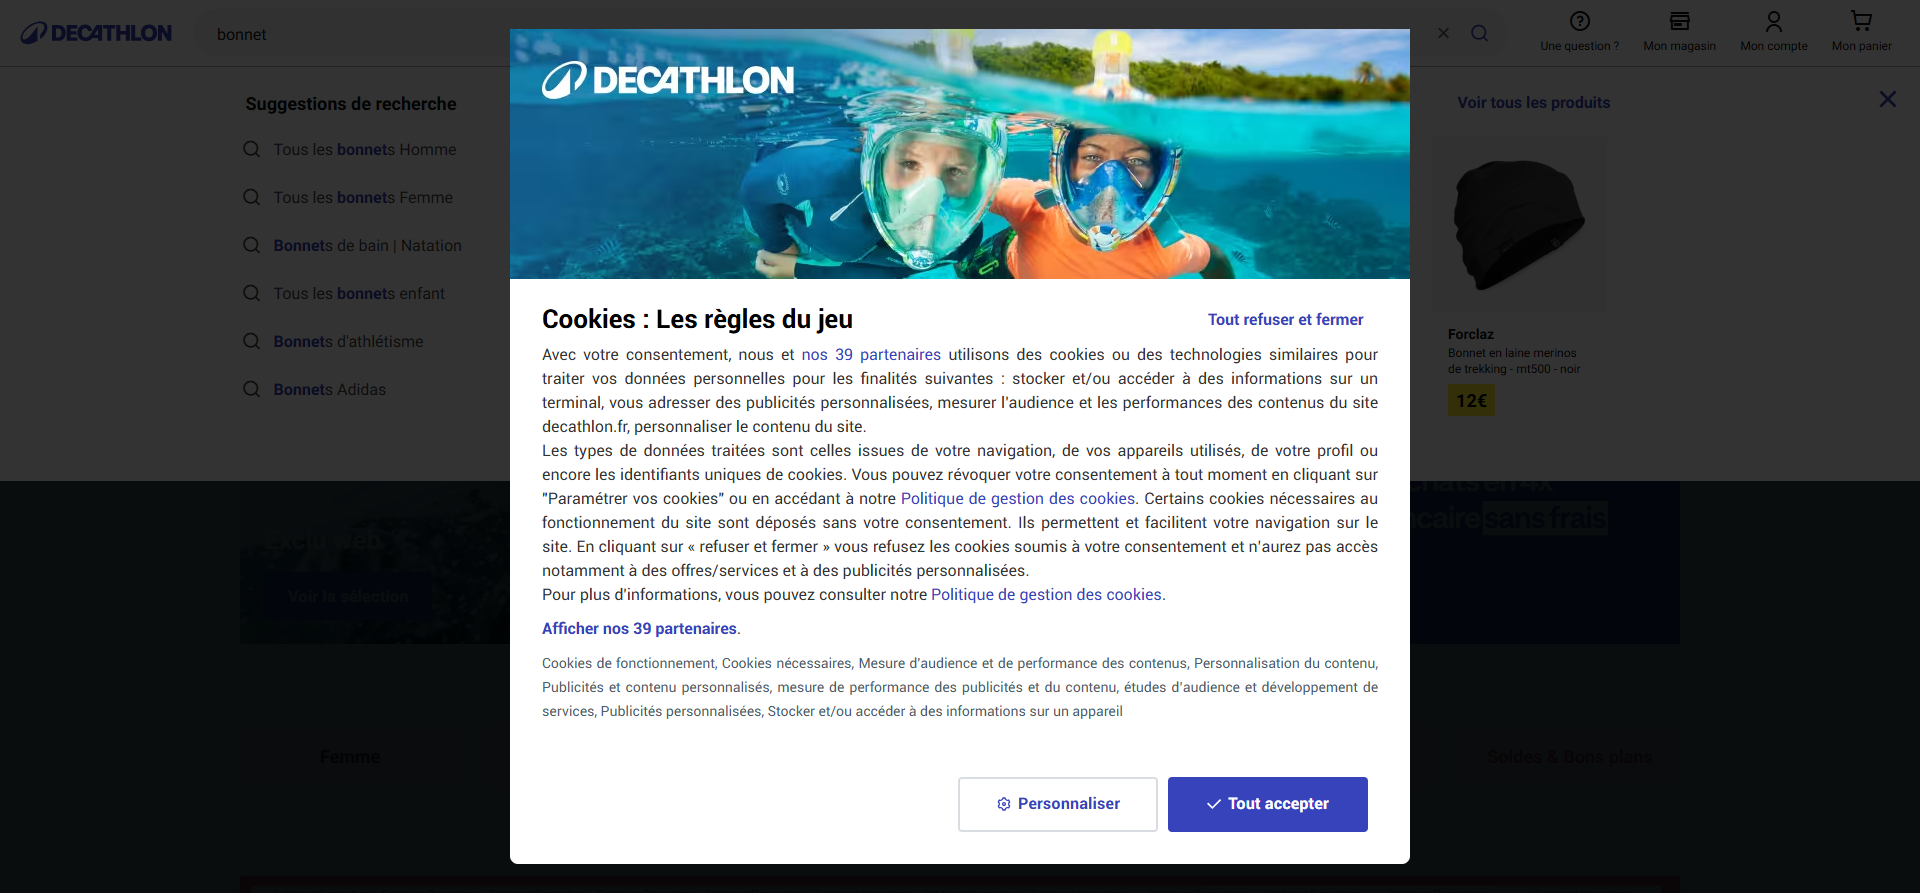 DECATHLON
bonnet
Une question ?
Mon magasin
Mon compte
Mon panier
Suggestions de recherche
Tous les bonnets Homme
Tous les bonnets Femme
Bonnets de bain | Natation
Tous les bonnets enfant
Bonnets d'athlétisme
Bonnets Adidas
Voir tous les produits
Forclaz
Bonnet en laine merinos
de trekking - mt500 - noir
12€
DECATHLON
Cookies : Les règles du jeu
Tout refuser et fermer
Avec votre consentement, nous et nos 39 partenaires utilisons des cookies ou des technologies similaires pour
traiter vos données personnelles pour les finalités suivantes : stocker et/ou accéder à des informations sur un
terminal, vous adresser des publicités personnalisées, mesurer l'audience et les performances des contenus du site
decathlon.fr, personnaliser le contenu du site.
Les types de données traitées sont celles issues de votre navigation, de vos appareils utilisés, de votre profil ou
encore les identifiants uniques de cookies. Vous pouvez révoquer votre consentement à tout moment en cliquant sur
"Paramétrer vos cookies" ou en accédant à notre Politique de gestion des cookies. Certains cookies nécessaires au
fonctionnement du site sont déposés sans votre consentement. Ils permettent et facilitent votre navigation sur le
site. En cliquant sur « refuser et fermer » vous refusez les cookies soumis à votre consentement et n'aurez pas accès
notamment à des offres/services et à des publicités personnalisées.
Pour plus d'informations, vous pouvez consulter notre Politique de gestion des cookies.
Afficher nos 39 partenaires.
Cookies de fonctionnement, Cookies nécessaires, Mesure d'audience et de performance des contenus, Personnalisation du contenu,
Publicités et contenu personnalisés, mesure de performance des publicités et du contenu, études d'audience et développement de
services, Publicités personnalisées, Stocker et/ou accéder à des informations sur un appareil
Personnaliser
Tout accepter
en 4x
sans frais
Exclu web
Voir la sélection
Femme
Soldes & Bons plans